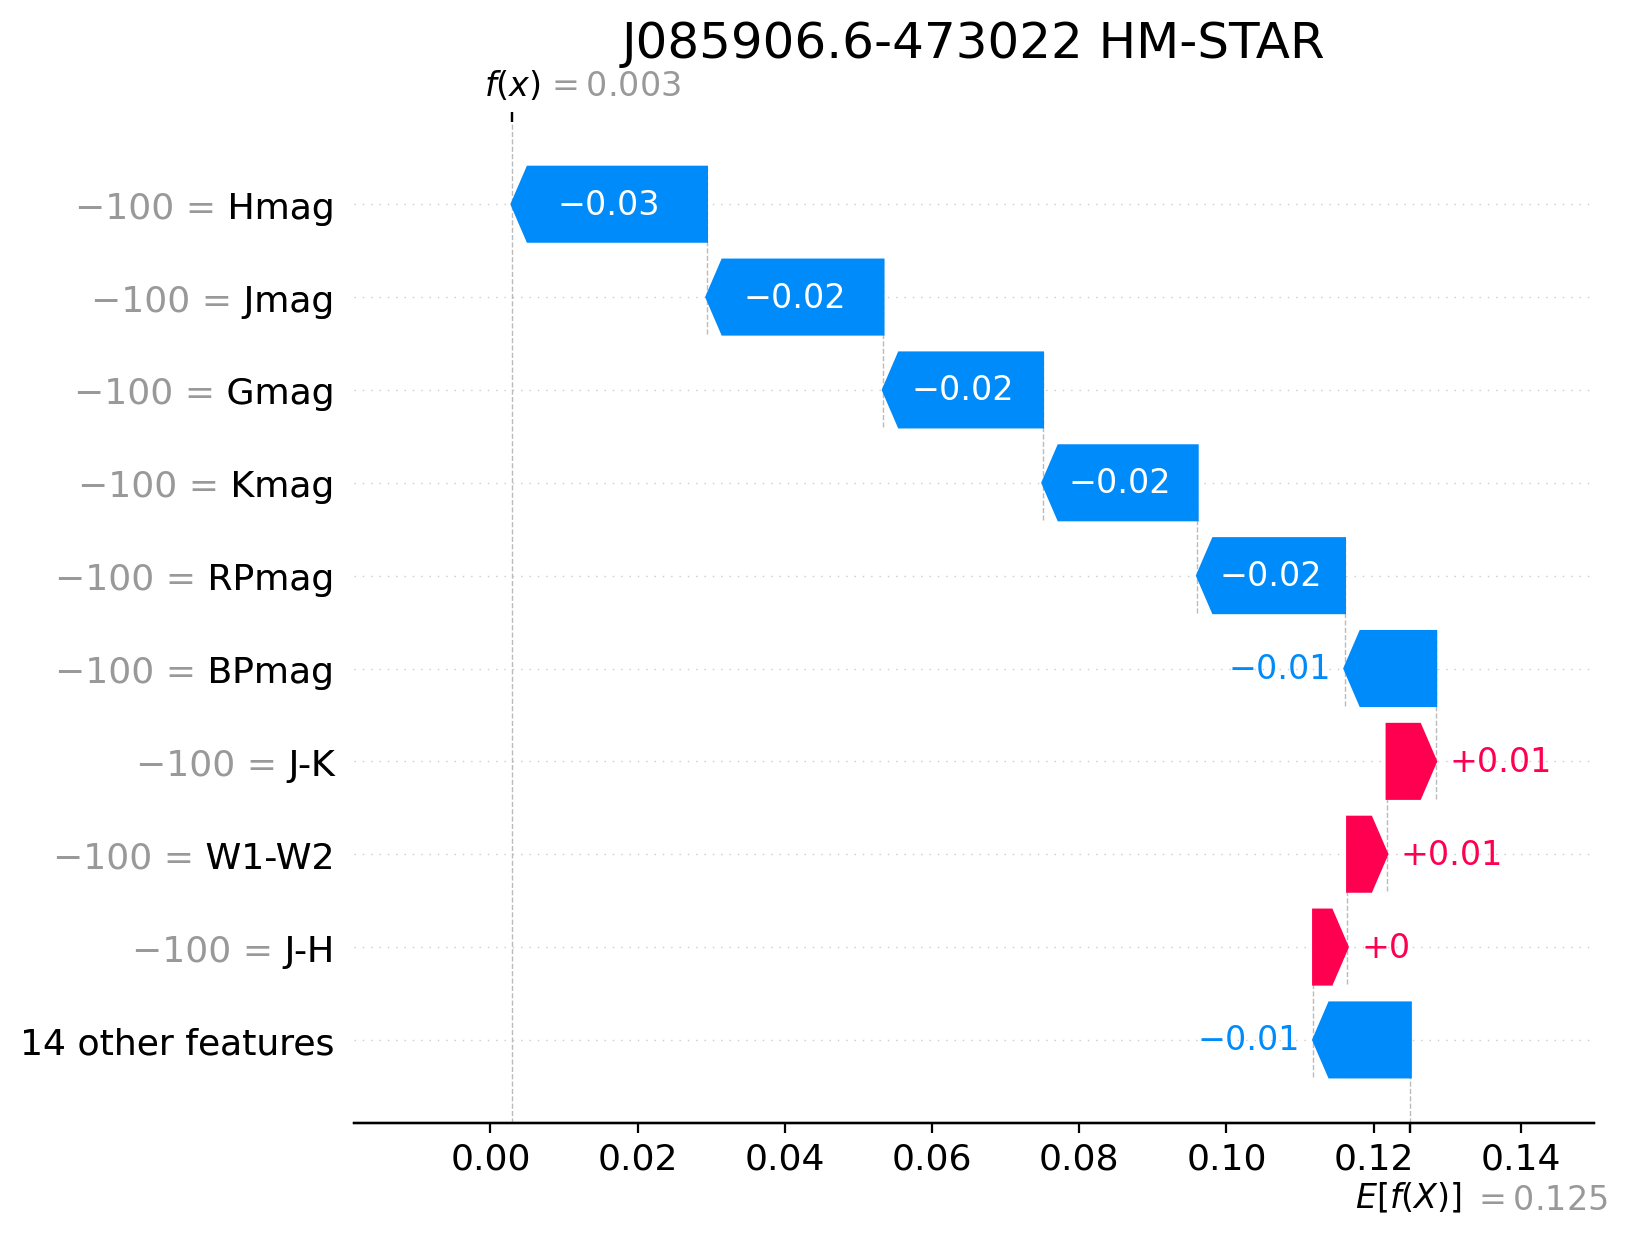 J085906.6-473022 HM-STAR
f(x) = 0.003
−100 = Hmag −0.03
−100 = Jmag −0.02
−100 = Gmag −0.02
−100 = Kmag −0.02
−100 = RPmag −0.02
−100 = BPmag −0.01
−100 = J-K +0.01
−100 = W1-W2 +0.01
−100 = J-H +0
14 other features −0.01
0.00 0.02 0.04 0.06 0.08 0.10 0.12 0.14
E[f(X)] = 0.125